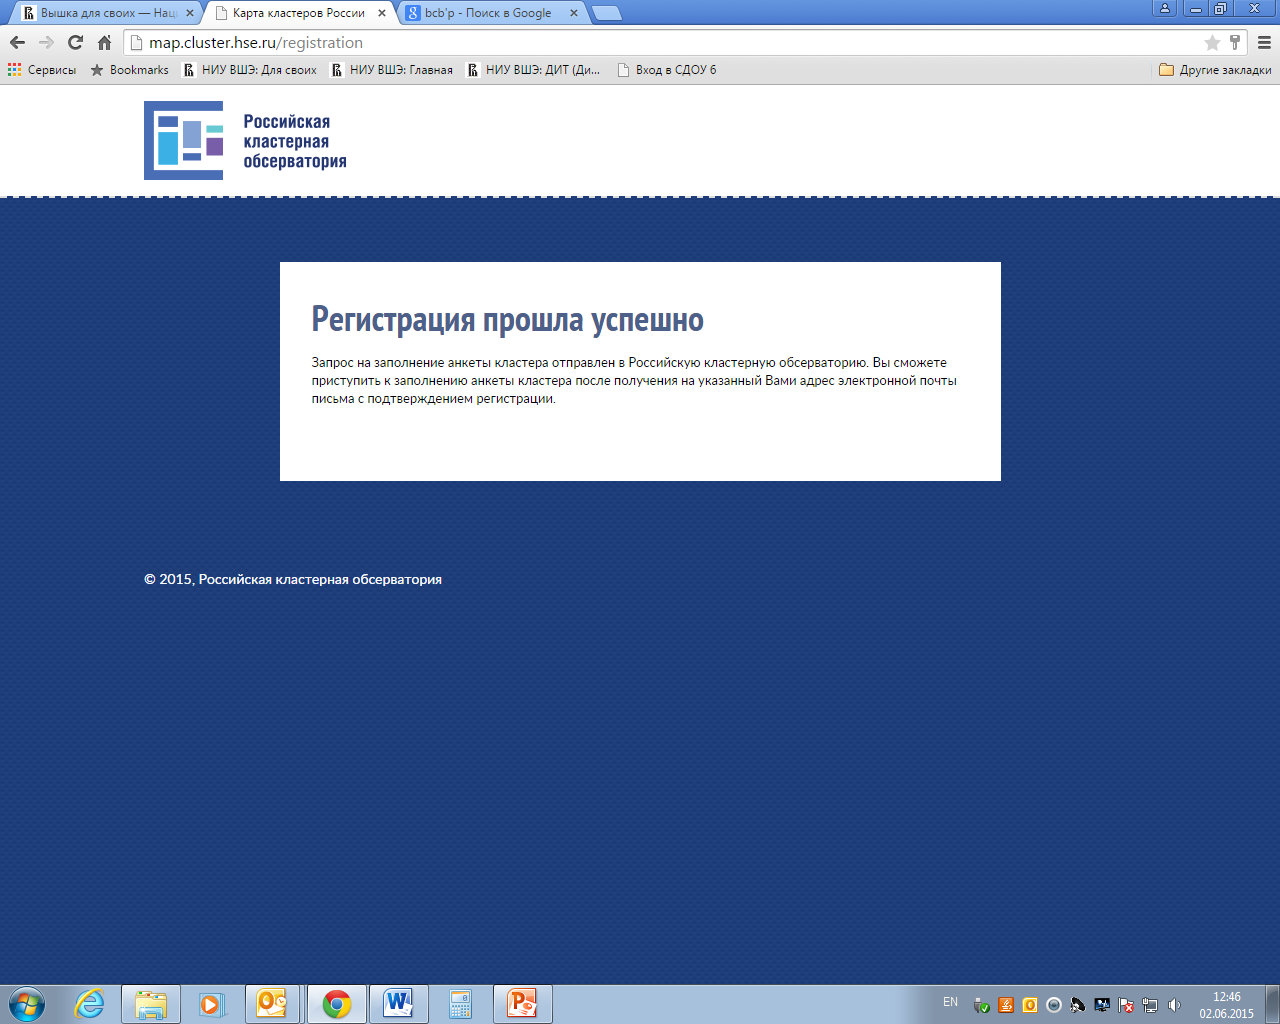 Вышка для своих — Наци
Карта кластеров России
bcb'p - Поиск в Google
map.cluster.hse.ru/registration
Сервисы
Bookmarks
НИУ ВШЭ: Для своих
НИУ ВШЭ: Главная
НИУ ВШЭ: ДИТ (Ди...
Вход в СДОУ 6
Другие закладки
Российская
кластерная
обсерватория
Регистрация прошла успешно
Запрос на заполнение анкеты кластера отправлен в Российскую кластерную обсерваторию. Вы сможете
приступить к заполнению анкеты кластера после получения на указанный Вами адрес электронной почты
письма с подтверждением регистрации.
© 2015, Российская кластерная обсерватория
EN
12:46
02.06.2015